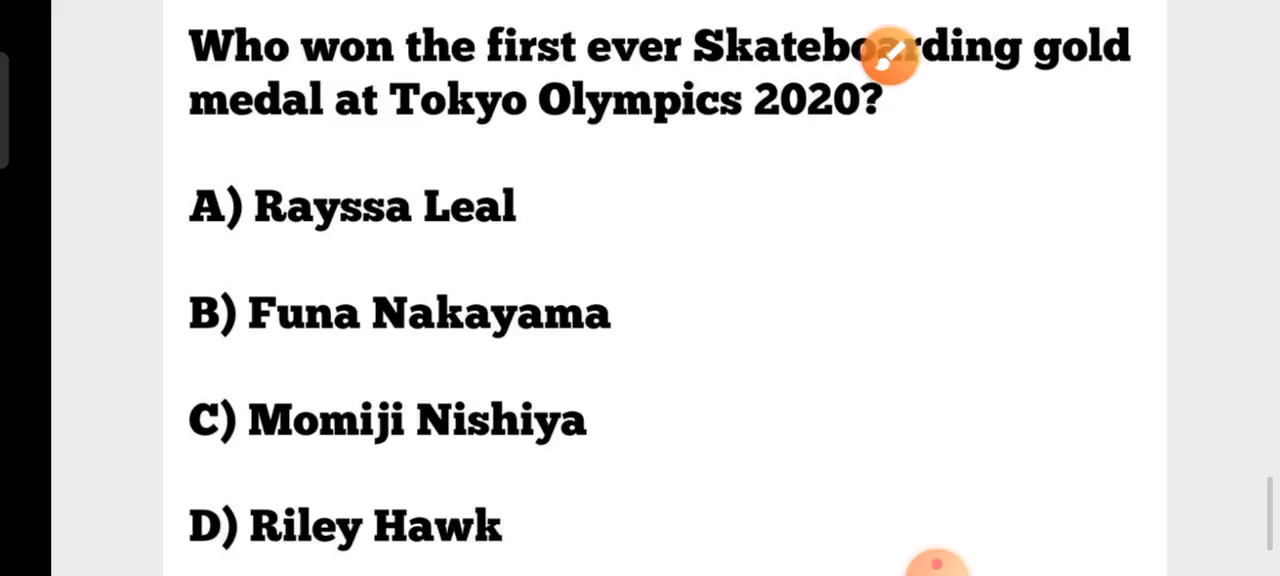 Who won the first ever Skateboarding gold
medal at Tokyo Olympics 2020?
A) Rayssa Leal
B) Funa Nakayama
C) Momiji Nishiya
D) Riley Hawk